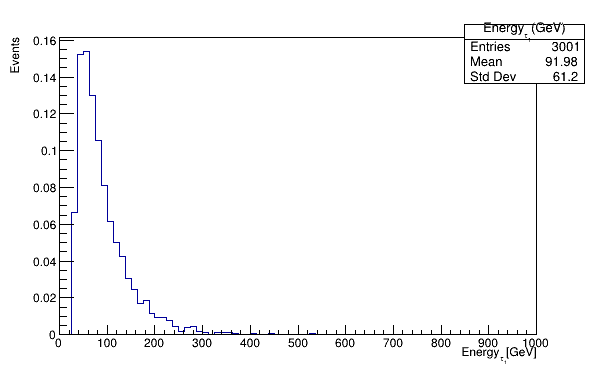 Energy_τ₁(GeV)
Entries 3001
Mean 91.98
Std Dev 61.2
Events
0.16
0.14
0.12
0.1
0.08
0.06
0.04
0.02
0
0 100 200 300 400 500 600 700 800 900 1000
Energy_τ₁[GeV]